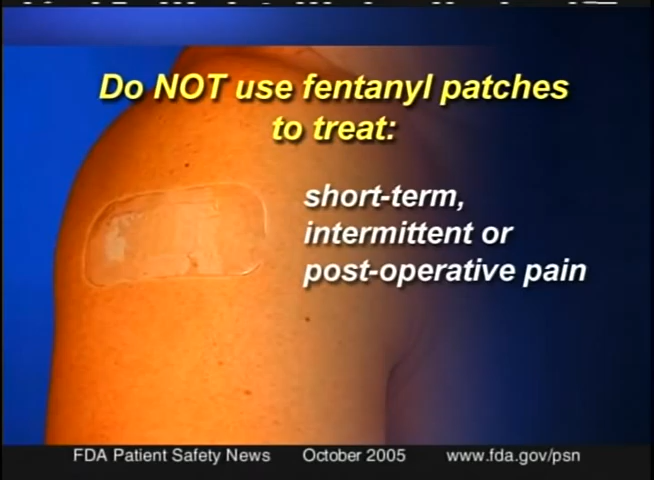 Do NOT use fentanyl patches
to treat:
short-term,
intermittent or
post-operative pain
FDA Patient Safety News October 2005 www.fda.gov/psn